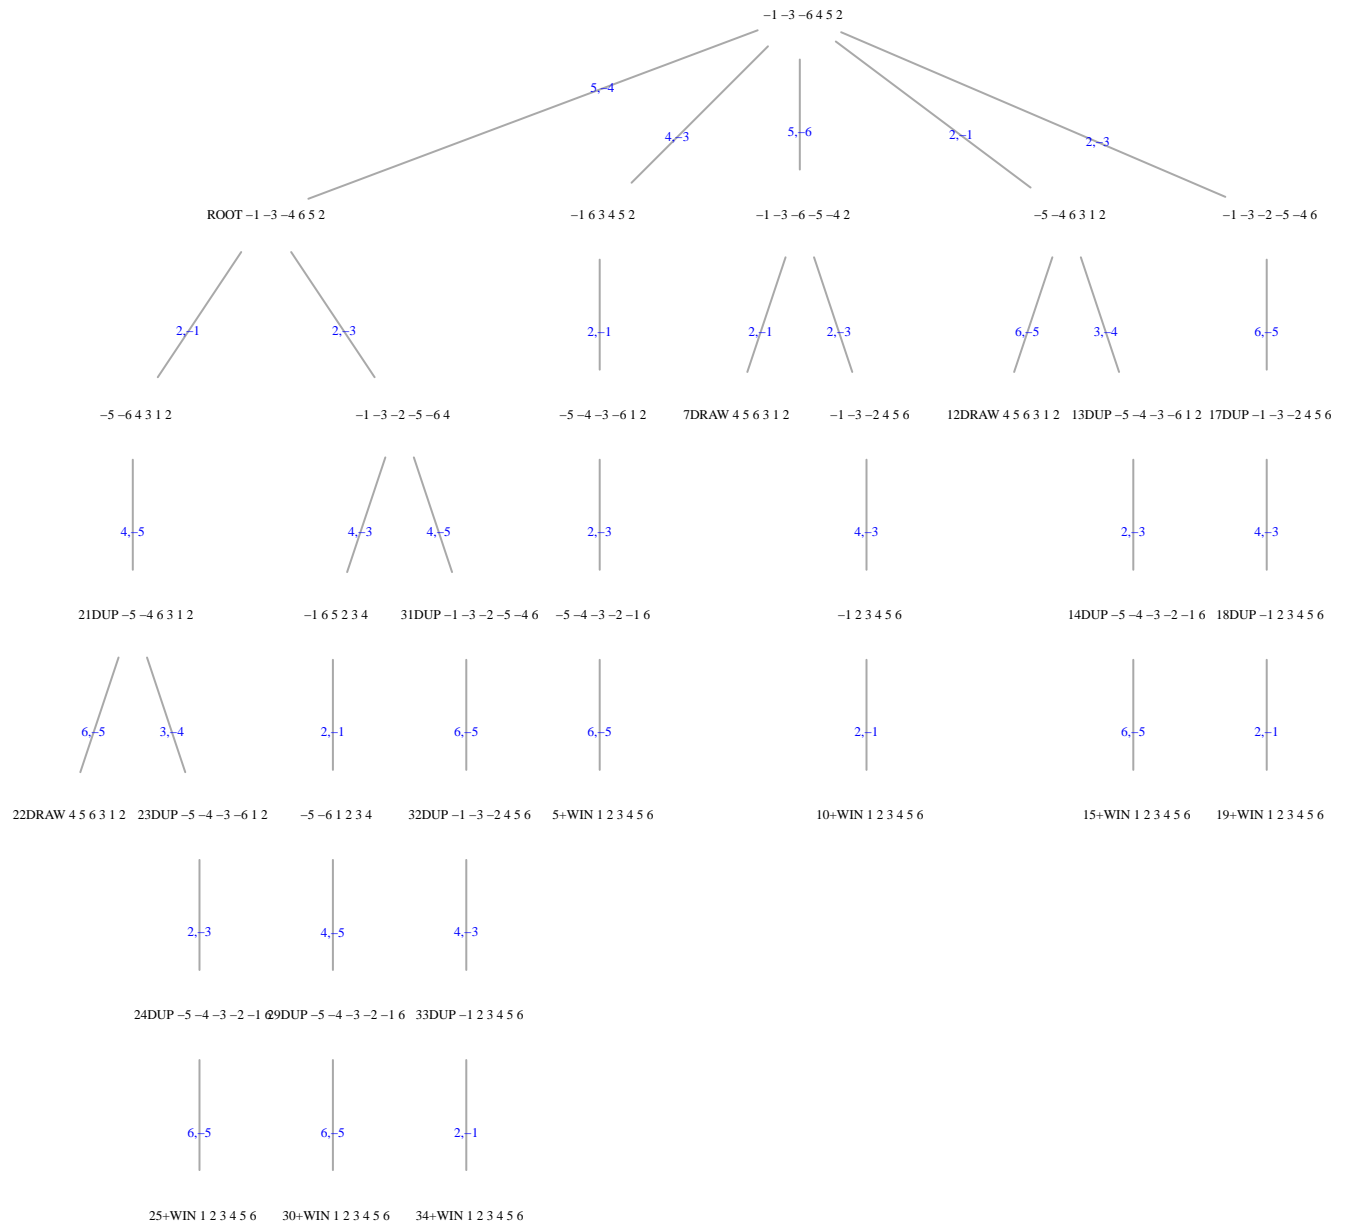 −1 −3 −6 4 5 2
5,−4
4,−3
5,−6
2,−1
2,−3
ROOT −1 −3 −4 6 5 2
−1 6 3 4 5 2
−1 −3 −6 −5 −4 2
−5 −4 6 3 1 2
−1 −3 −2 −5 −4 6
2,−1
2,−3
2,−1
2,−1
2,−3
6,−5
3,−4
6,−5
−5 −6 4 3 1 2
−1 −3 −2 −5 −6 4
−5 −4 −3 −6 1 2
7DRAW 4 5 6 3 1 2
−1 −3 −2 4 5 6
12DRAW 4 5 6 3 1 2
13DUP −5 −4 −3 −6 1 2
17DUP −1 −3 −2 4 5 6
4,−5
4,−3
4,−5
2,−3
4,−3
2,−3
4,−3
21DUP −5 −4 6 3 1 2
−1 6 5 2 3 4
31DUP −1 −3 −2 −5 −4 6
−5 −4 −3 −2 −1 6
−1 2 3 4 5 6
14DUP −5 −4 −3 −2 −1 6
18DUP −1 2 3 4 5 6
6,−5
3,−4
2,−1
6,−5
6,−5
2,−1
6,−5
2,−1
22DRAW 4 5 6 3 1 2
23DUP −5 −4 −3 −6 1 2
−5 −6 1 2 3 4
32DUP −1 −3 −2 4 5 6
5+WIN 1 2 3 4 5 6
10+WIN 1 2 3 4 5 6
15+WIN 1 2 3 4 5 6
19+WIN 1 2 3 4 5 6
2,−3
4,−5
4,−3
24DUP −5 −4 −3 −2 −1 6
29DUP −5 −4 −3 −2 −1 6
33DUP −1 2 3 4 5 6
6,−5
6,−5
2,−1
25+WIN 1 2 3 4 5 6
30+WIN 1 2 3 4 5 6
34+WIN 1 2 3 4 5 6